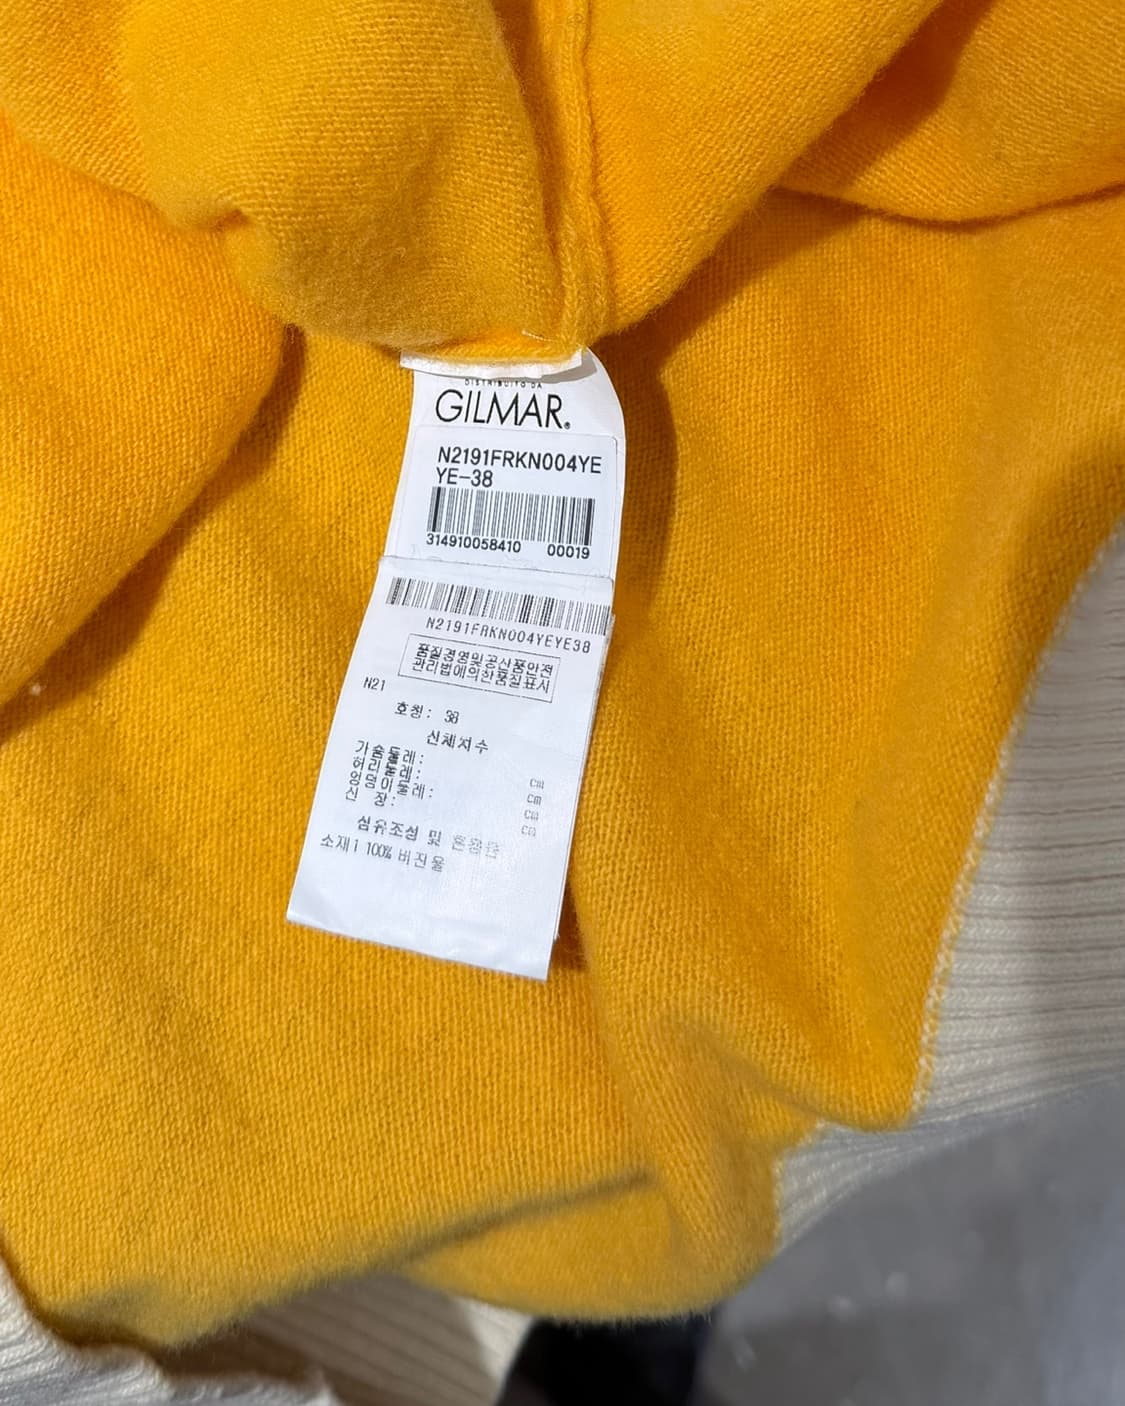 DISTRIBUITO DA
GILMAR®
N2191FRKN004YE
YE-38
314910058410 00019
N2191FRKN004YEYE38
품질경영및공산품안전
관리법에의한품질표시
N21
호칭: 38
신체치수
가슴둘레: cm
허리둘레: cm
엉덩이둘레: cm
신 장: cm
섬유조성 및 혼용율
소재1 100% 버진울